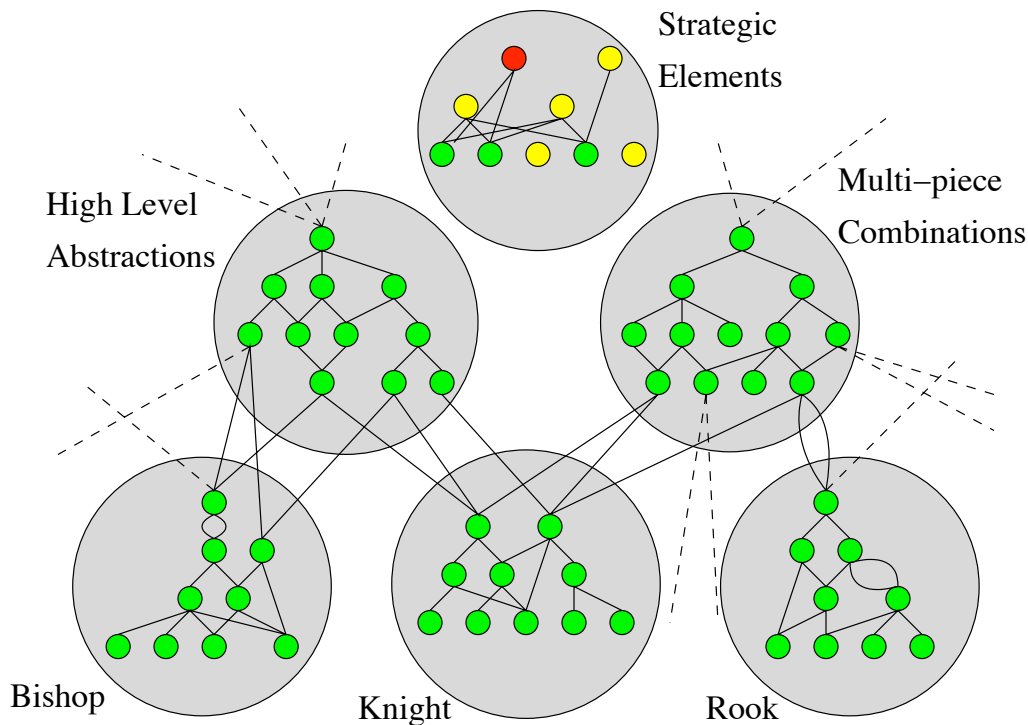 Strategic
Elements
High Level
Abstractions
Multi−piece
Combinations
Bishop
Knight
Rook